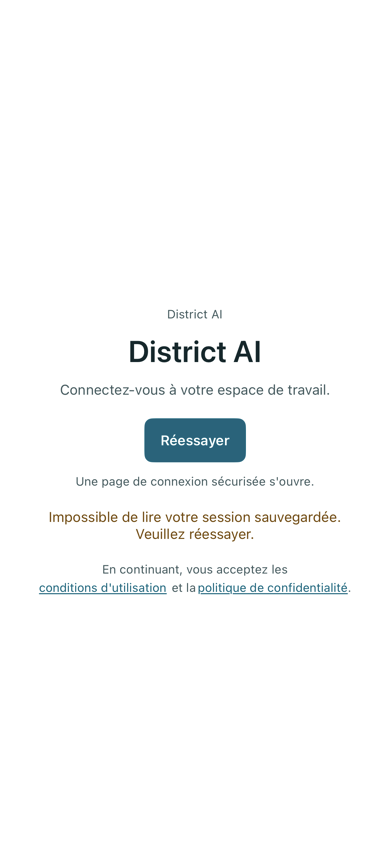 District AI
District AI
Connectez-vous à votre espace de travail.
Réessayer
Une page de connexion sécurisée s'ouvre.
Impossible de lire votre session sauvegardée.
Veuillez réessayer.
En continuant, vous acceptez les
conditions d'utilisation et la politique de confidentialité.